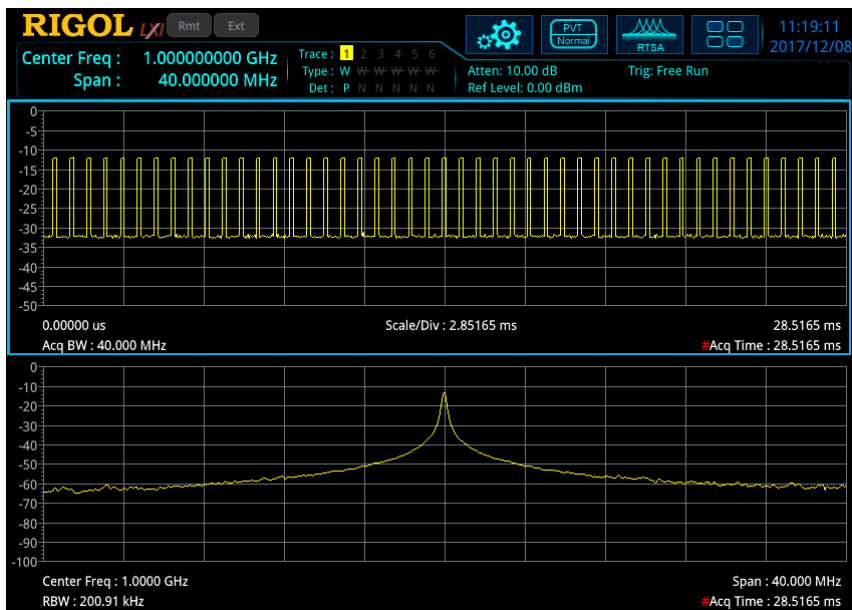 RIGOL LXI Rmt Ext
PVT
Normal
RTSA
11:19:11
2017/12/08
Center Freq : 1.000000000 GHz
Span : 40.000000 MHz
Trace : 1 2 3 4 5 6
Type : W W W W W W
Det : P N N N N N
Atten: 10.00 dB Trig: Free Run
Ref Level: 0.00 dBm
0
-5
-10
-15
-20
-25
-30
-35
-40
-45
-50
0.00000 us Scale/Div : 2.85165 ms 28.5165 ms
Acq BW : 40.000 MHz #Acq Time : 28.5165 ms
0
-10
-20
-30
-40
-50
-60
-70
-80
-90
-100
Center Freq : 1.0000 GHz Span : 40.000 MHz
RBW : 200.91 kHz #Acq Time : 28.5165 ms